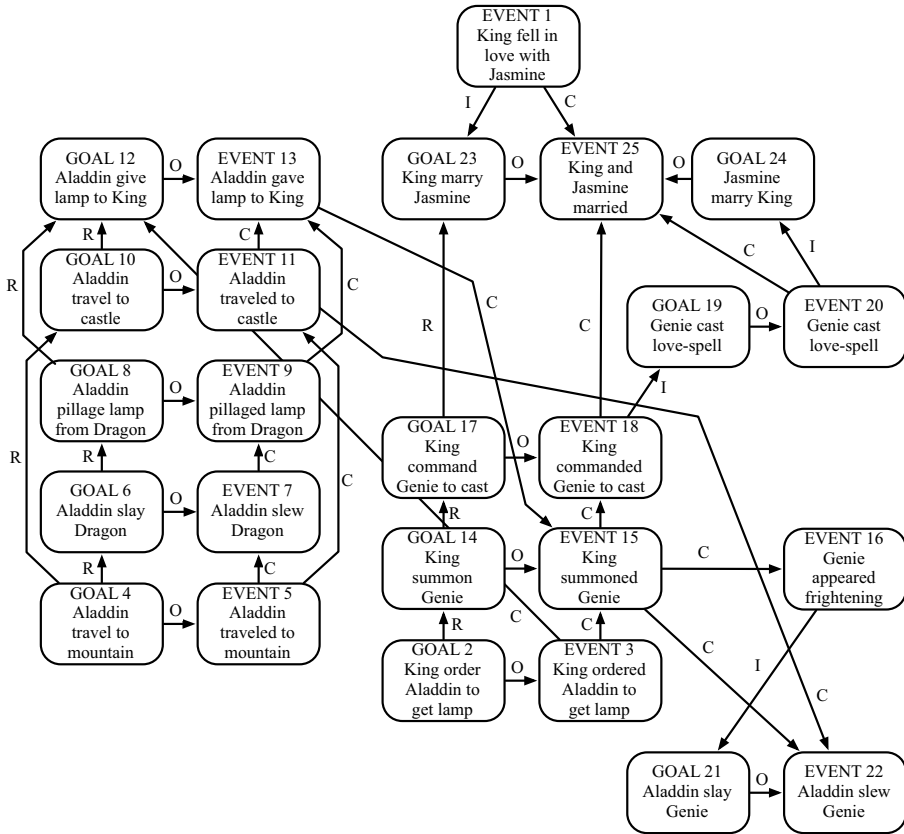 EVENT 1
King fell in
love with
Jasmine
I
C
GOAL 12
Aladdin give
lamp to King
O
EVENT 13
Aladdin gave
lamp to King
GOAL 23
King marry
Jasmine
O
EVENT 25
King and
Jasmine
married
O
GOAL 24
Jasmine
marry King
R
C
C
I
GOAL 10
Aladdin
travel to
castle
O
EVENT 11
Aladdin
traveled to
castle
R
C
C
R
C
GOAL 19
Genie cast
love-spell
O
EVENT 20
Genie cast
love-spell
GOAL 8
Aladdin
pillage lamp
from Dragon
O
EVENT 9
Aladdin
pillaged lamp
from Dragon
I
GOAL 17
King
command
Genie to cast
O
EVENT 18
King
commanded
Genie to cast
R
R
C
C
GOAL 6
Aladdin slay
Dragon
O
EVENT 7
Aladdin slew
Dragon
R
C
GOAL 14
King
summon
Genie
O
EVENT 15
King
summoned
Genie
C
EVENT 16
Genie
appeared
frightening
R
C
GOAL 4
Aladdin
travel to
mountain
O
EVENT 5
Aladdin
traveled to
mountain
R
C
C
C
I
GOAL 2
King order
Aladdin to
get lamp
O
EVENT 3
King ordered
Aladdin to
get lamp
C
GOAL 21
Aladdin slay
Genie
O
EVENT 22
Aladdin slew
Genie